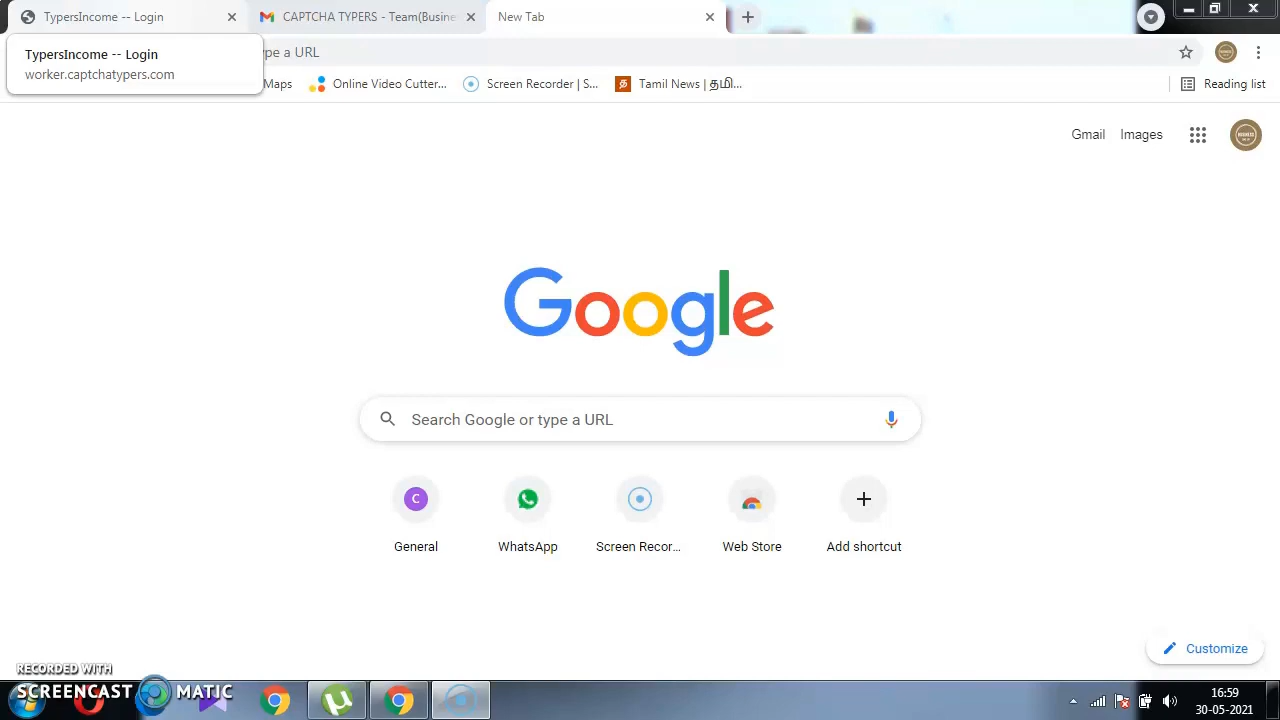 TypersIncome -- Login
CAPTCHA TYPERS - Team(Busine
New Tab
TypersIncome -- Login
worker.captchatypers.com
pe a URL
Maps
Online Video Cutter...
Screen Recorder | S...
த
Tamil News | தமி...
Reading list
Gmail
Images
Google
Search Google or type a URL
C
General
WhatsApp
Screen Recor...
Web Store
Add shortcut
Customize
RECORDED WITH
SCREENCAST MATIC
16:59
30-05-2021